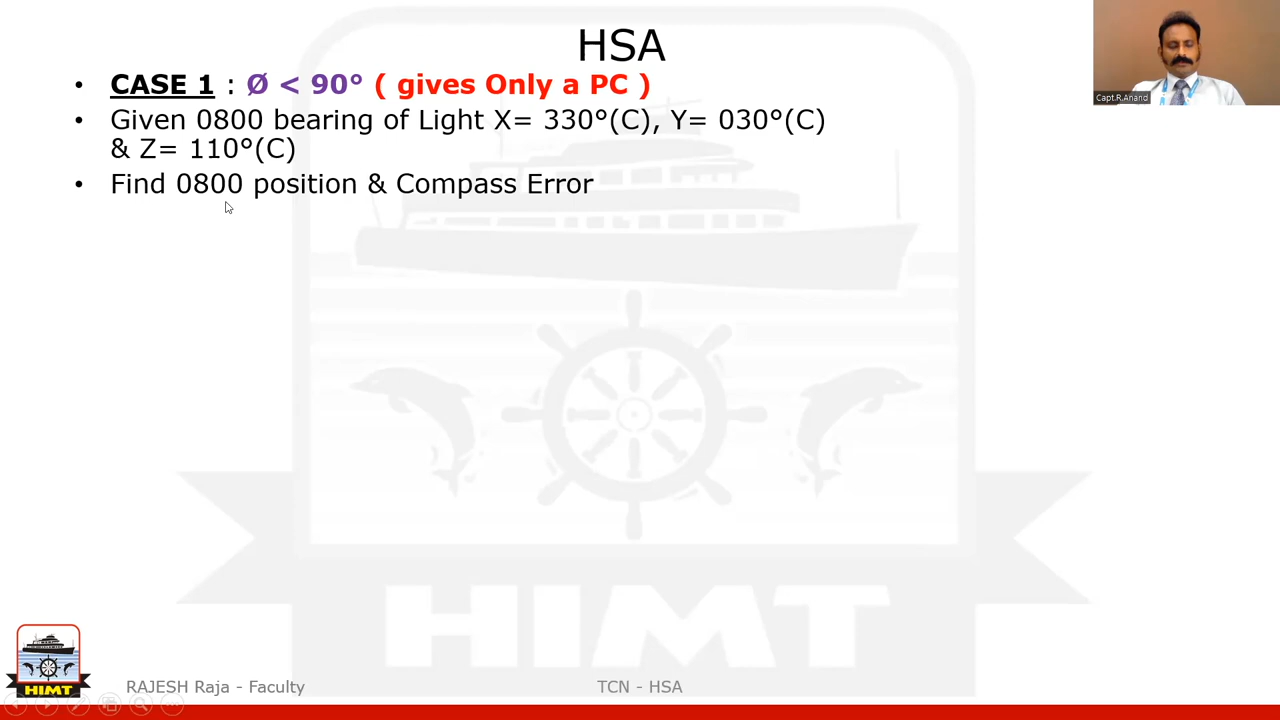 HSA
• CASE 1 : Ø < 90° ( gives Only a PC )
• Given 0800 bearing of Light X= 330°(C), Y= 030°(C)
& Z= 110°(C)
• Find 0800 position & Compass Error
Capt.R.Anand
HIMT
HIMT
RAJESH Raja - Faculty
TCN - HSA